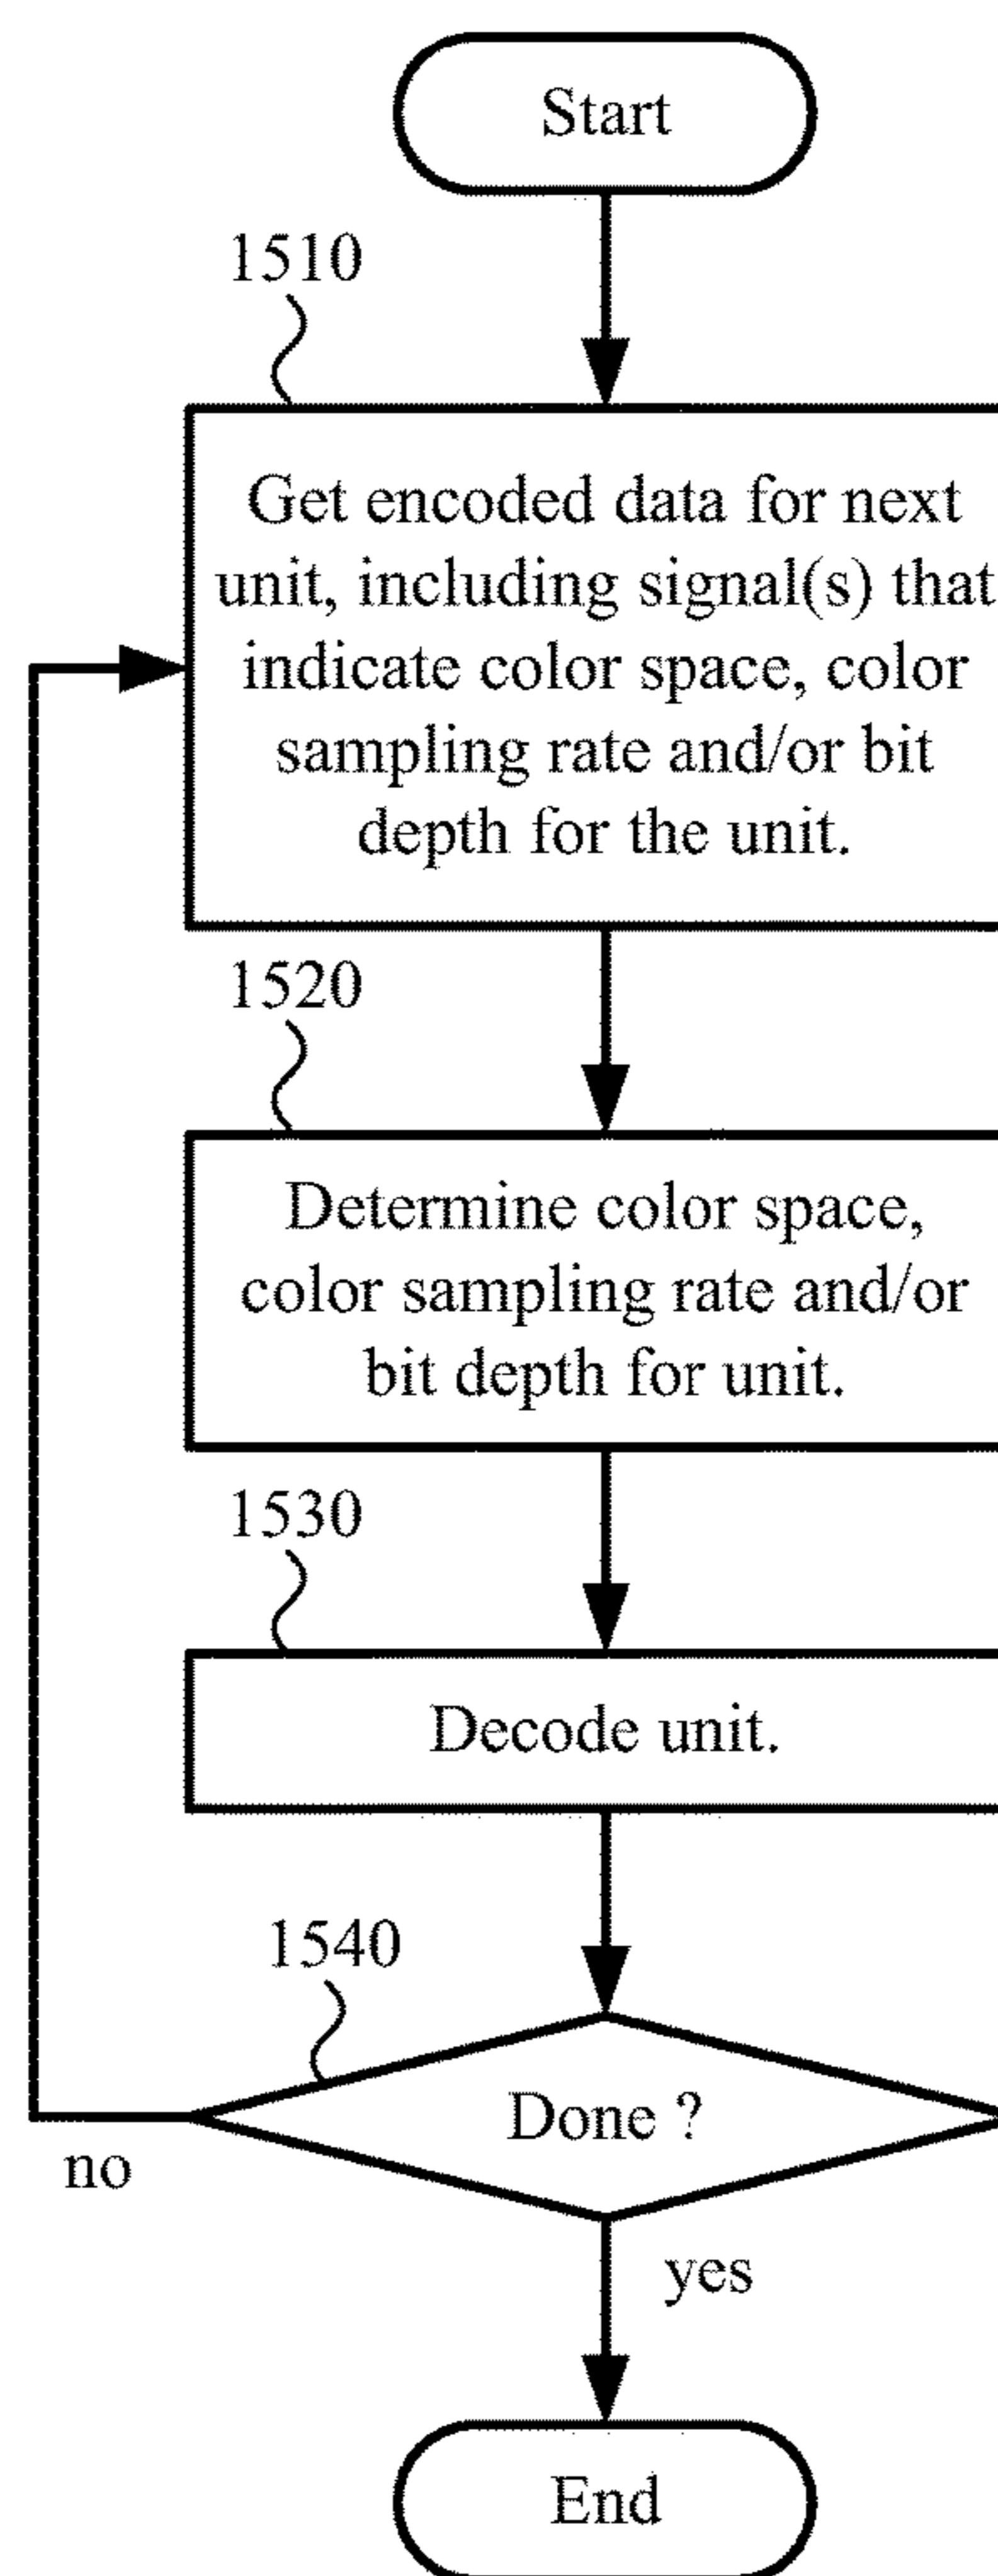 Start
1510
Get encoded data for next
unit, including signal(s) that
indicate color space, color
sampling rate and/or bit
depth for the unit.
1520
Determine color space,
color sampling rate and/or
bit depth for unit.
1530
Decode unit.
1540
Done ?
no
yes
End